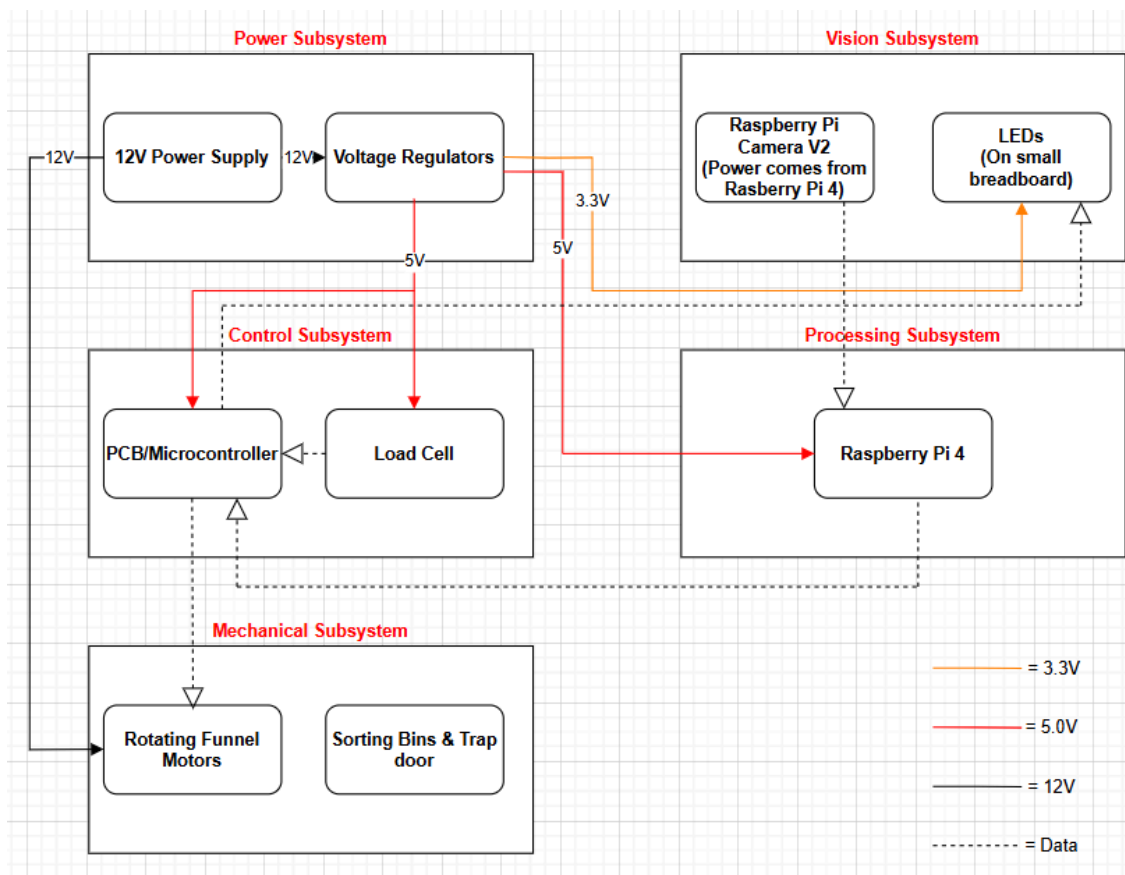 Power Subsystem
Vision Subsystem
12V
12V Power Supply
12V
Voltage Regulators
Raspberry Pi
Camera V2
(Power comes from
Rasberry Pi 4)
LEDs
(On small
breadboard)
3.3V
5V
5V
Control Subsystem
Processing Subsystem
PCB/Microcontroller
Load Cell
Raspberry Pi 4
Mechanical Subsystem
Rotating Funnel
Motors
Sorting Bins & Trap
door
= 3.3V
= 5.0V
= 12V
= Data